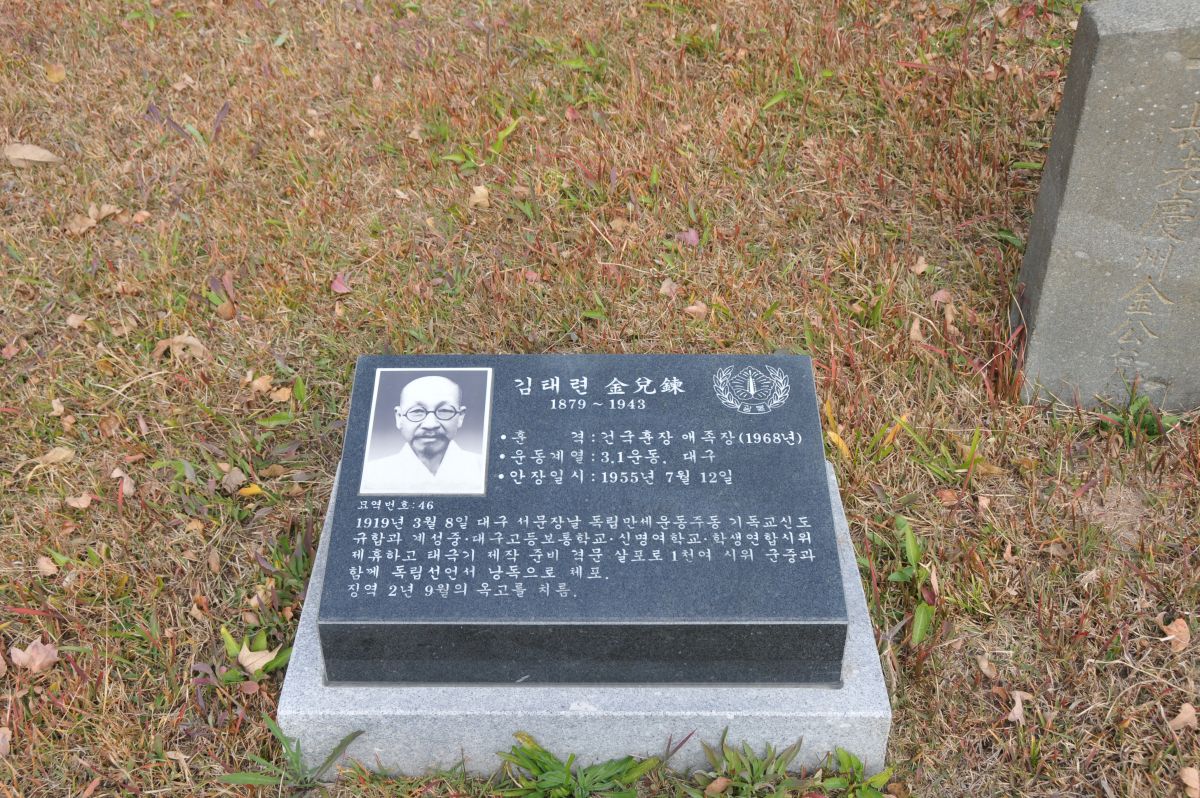 김태련 金兌鍊
1879 ~ 1943
• 훈 격 : 건국훈장 애족장 (1968년)
• 운동계열 : 3.1운동. 대구
• 안장일시 : 1955년 7월 12일
묘역번호 : 46
1919년 3월 8일 대구 서문장날 독립만세운동주동 기독교신도
규합과 계성중·대구고등보통학교·신명여학교·학생연합시위
제휴하고 태극기 제작 준비 격문 살포로 1천여 시위 군중과
함께 독립선언서 낭독으로 체포.
징역 2년 9월의 옥고를 치름.
慶州金公